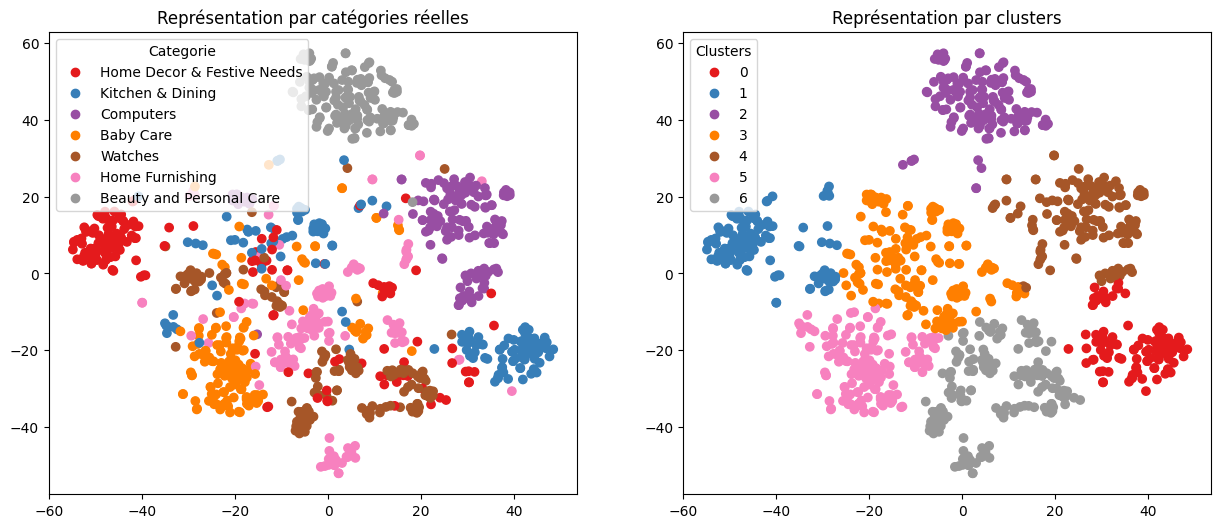 Représentation par catégories réelles
Categorie
Home Decor & Festive Needs
Kitchen & Dining
Computers
Baby Care
Watches
Home Furnishing
Beauty and Personal Care
60
40
20
0
−20
−40
−60
−40
−20
0
20
40
Représentation par clusters
Clusters
0
1
2
3
4
5
6
60
40
20
0
−20
−40
−60
−40
−20
0
20
40